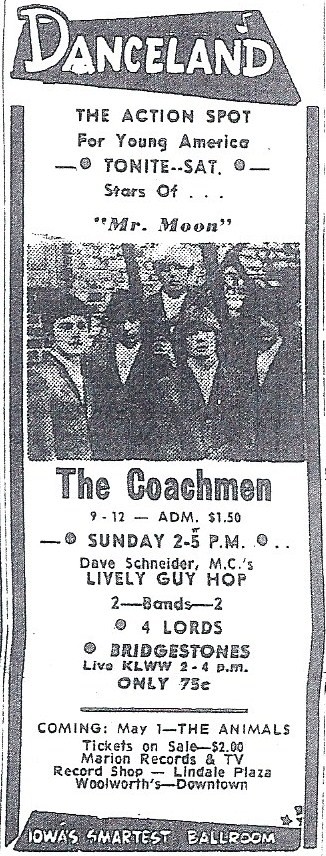 DANCELAND
THE ACTION SPOT
For Young America
TONITE--SAT.
Stars Of . . .
"Mr. Moon"
The Coachmen
9 - 12 — ADM. $1.50
SUNDAY 2-5 P.M.
Dave Schneider, M.C.'s
LIVELY GUY HOP
2—Bands—2
4 LORDS
BRIDGESTONES
Live KLWW 2 - 4 p.m.
ONLY 75c
COMING: May 1—THE ANIMALS
Tickets on Sale—$2.00
Marion Records & TV
Record Shop — Lindale Plaza
Woolworth's—Downtown
IOWA'S SMARTEST BALLROOM